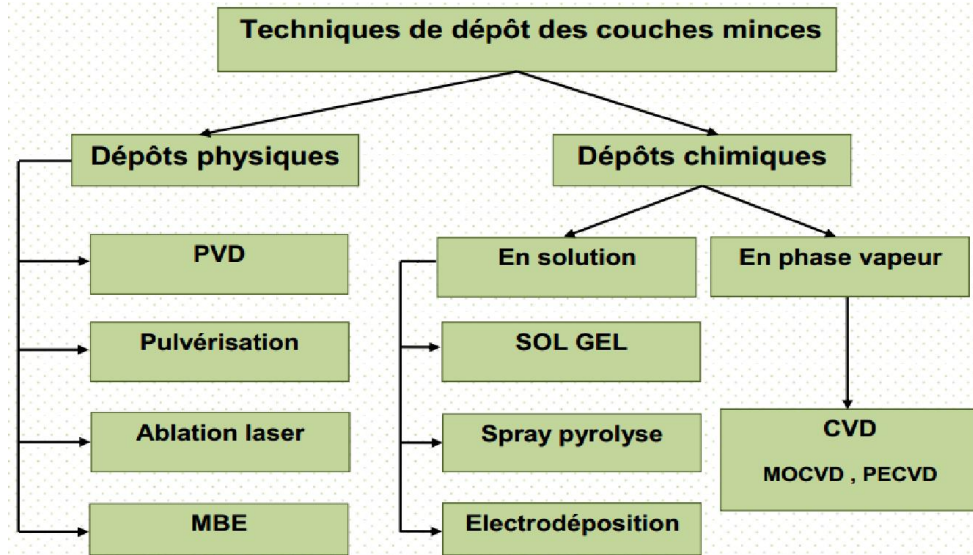 Techniques de dépôt des couches minces
Dépôts physiques
Dépôts chimiques
PVD
Pulvérisation
Ablation laser
MBE
En solution
En phase vapeur
SOL GEL
Spray pyrolyse
Electrodéposition
CVD
MOCVD , PECVD